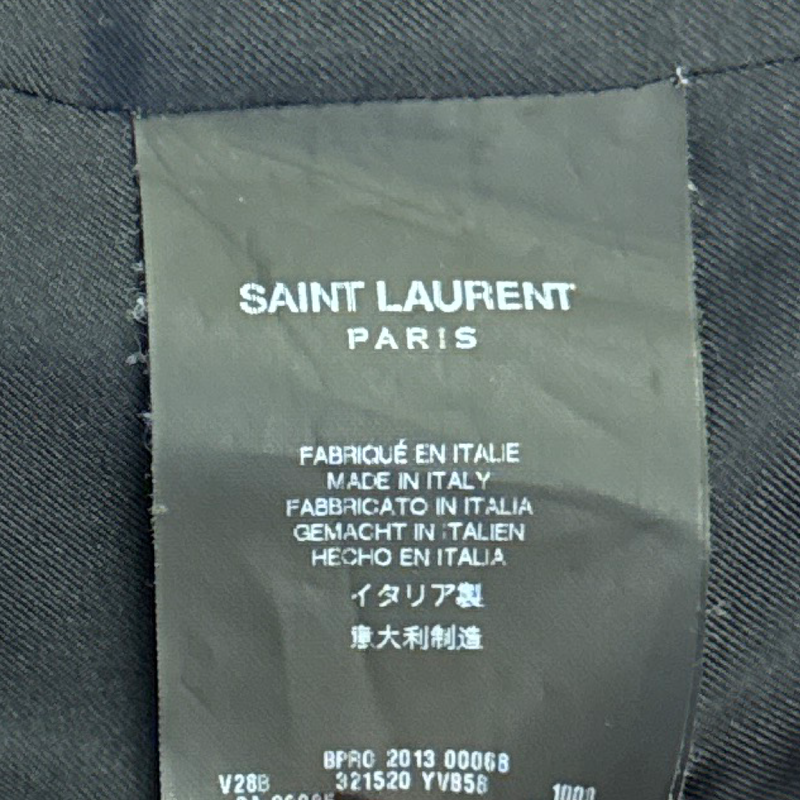 SAINT LAURENT
PARIS
FABRIQUÉ EN ITALIE
MADE IN ITALY
FABBRICATO IN ITALIA
GEMACHT IN ITALIEN
HECHO EN ITALIA
イタリア製
意大利制造
BPRO 2013 00068
V28B 321520 YVB58